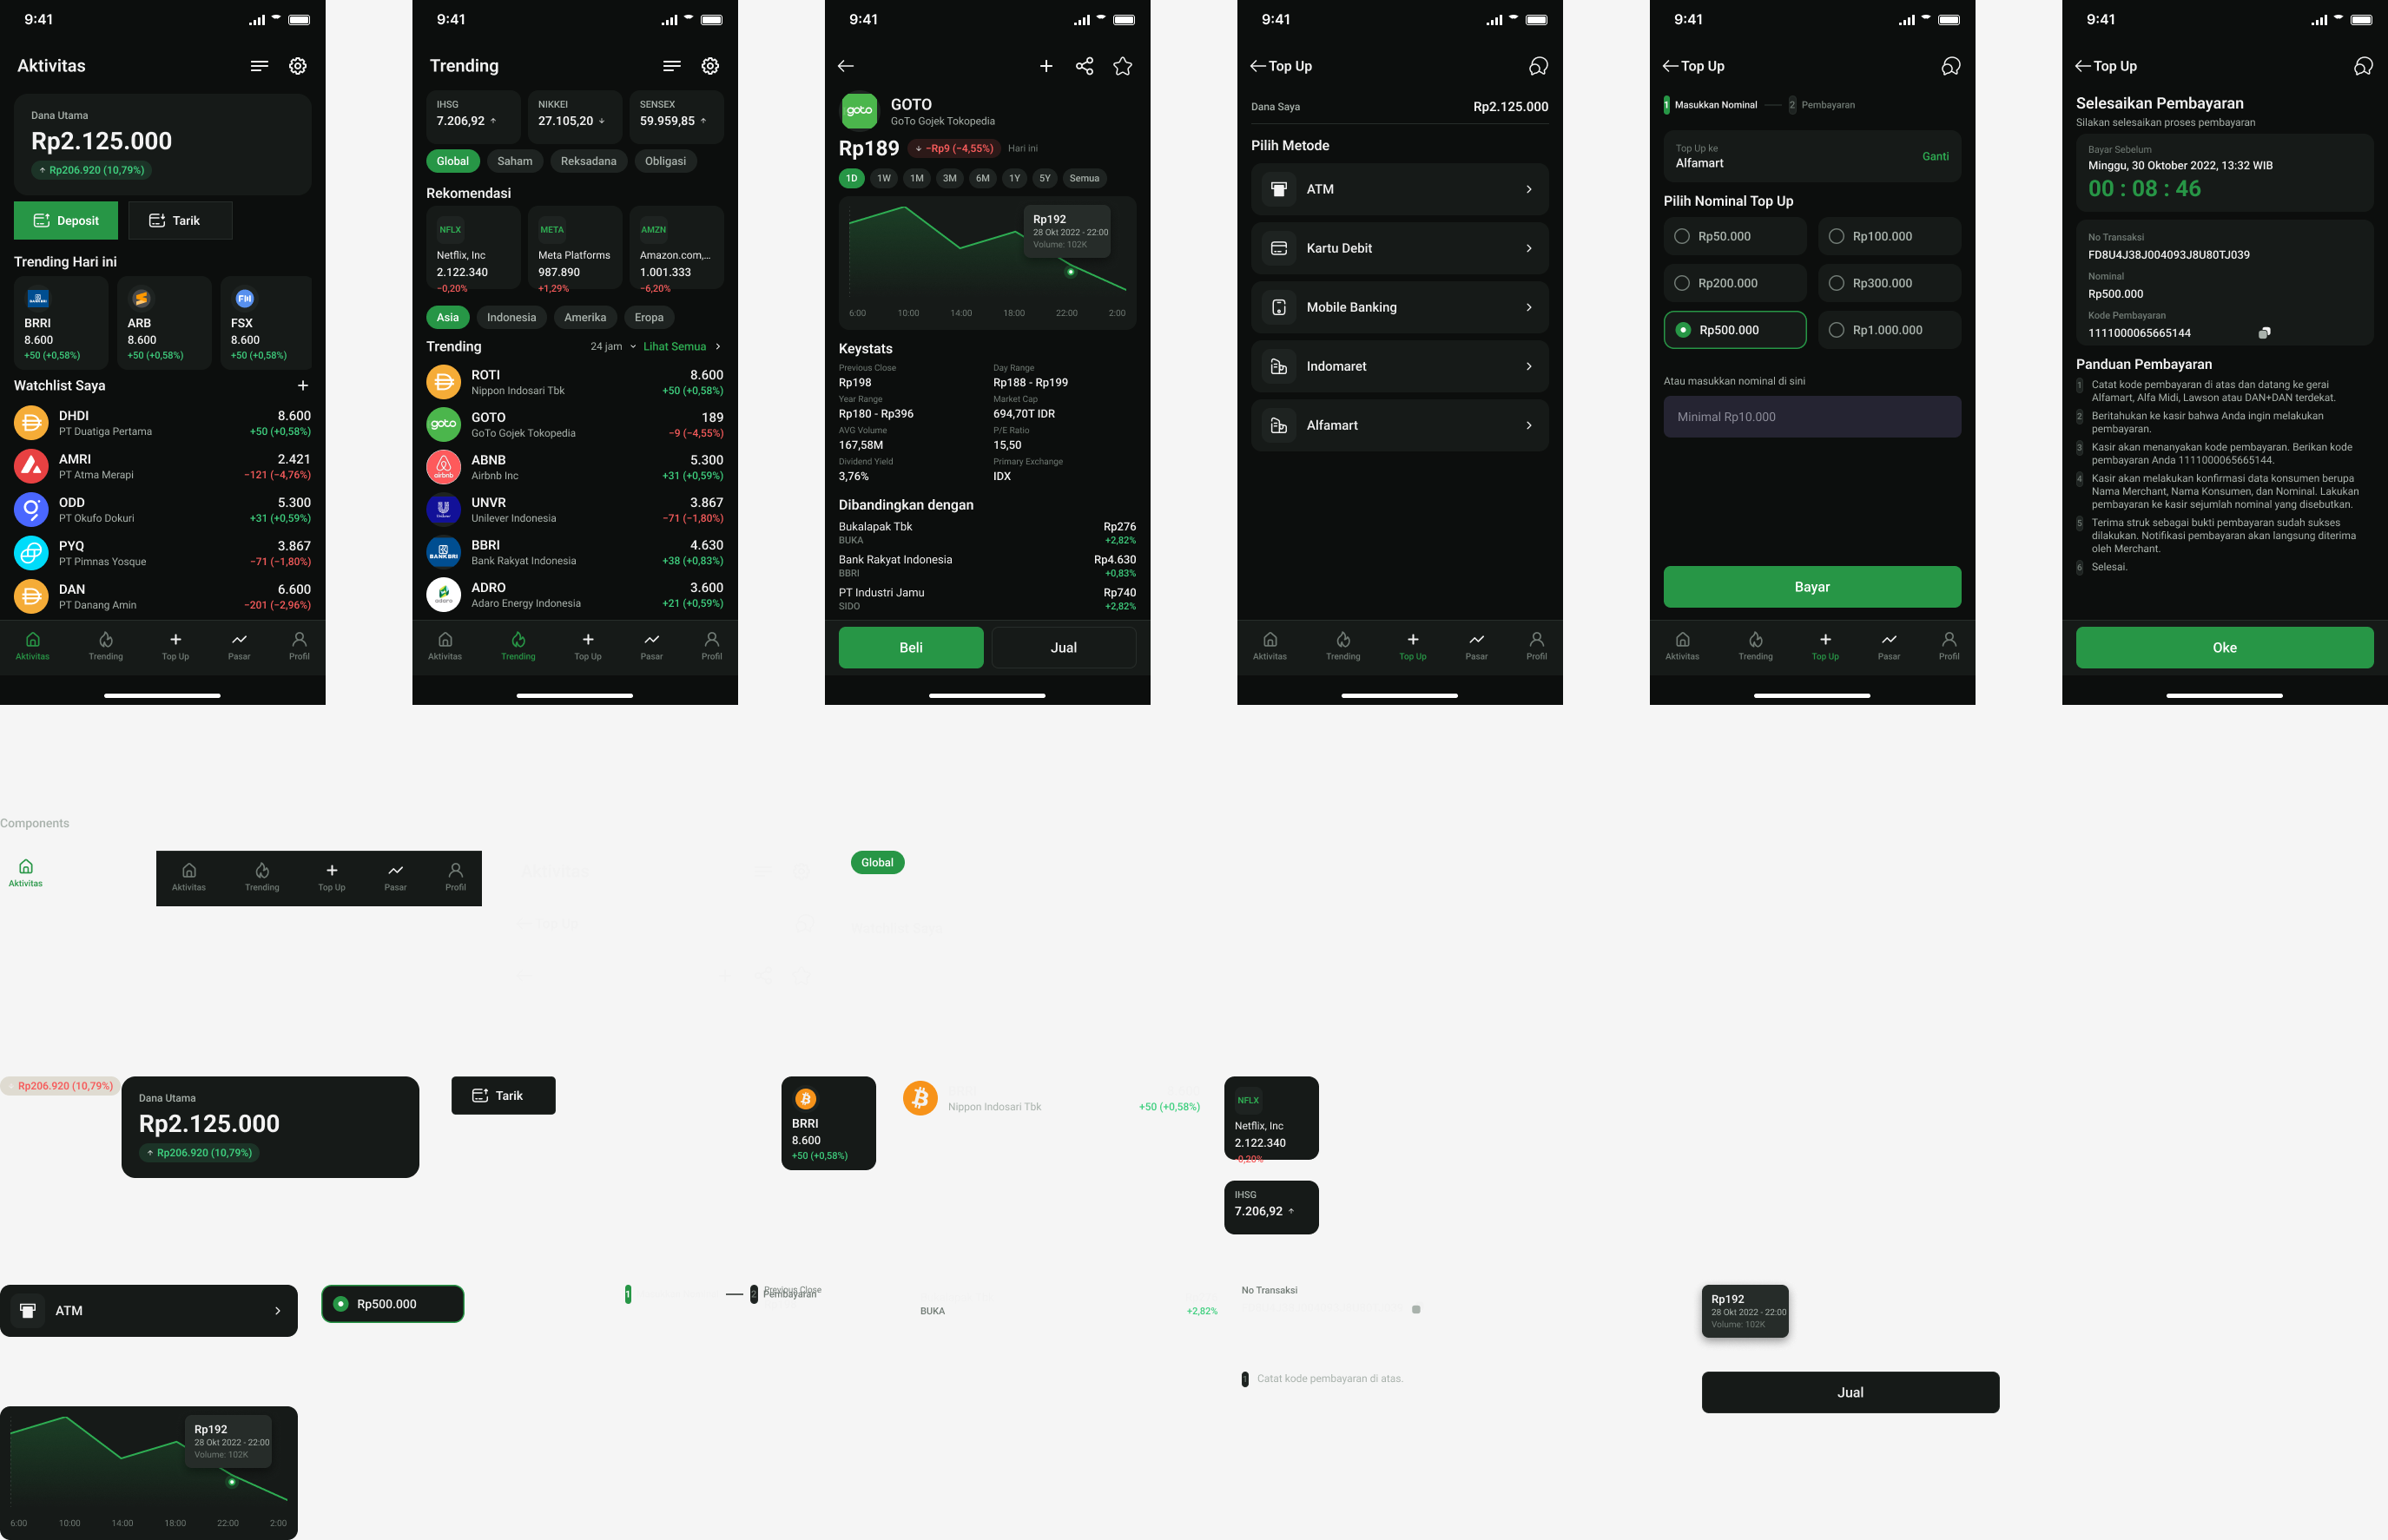 9:41
Aktivitas
Dana Utama
Rp2.125.000
Rp206.920 (10,79%)
Deposit
Tarik
Trending Hari ini
BANK BRI
BRRI
8.600
+50 (+0,58%)
ARB
8.600
+50 (+0,58%)
FSX
8.600
+50 (+0,58%)
Watchlist Saya
DHDI
8.600
PT Duatiga Pertama
+50 (+0,58%)
AMRI
2.421
PT Atma Merapi
−121 (−4,76%)
ODD
5.300
PT Okufo Dokuri
+31 (+0,59%)
PYQ
3.867
PT Pimnas Yosque
−71 (−1,80%)
DAN
6.600
PT Danang Amin
−201 (−2,96%)
Aktivitas
Trending
Top Up
Pasar
Profil
9:41
Trending
IHSG
7.206,92
NIKKEI
27.105,20
SENSEX
59.959,85
Global
Saham
Reksadana
Obligasi
Rekomendasi
NFLX
Netflix, Inc
2.122.340
−0,20%
META
Meta Platforms
987.890
+1,29%
AMZN
Amazon.com,...
1.001.333
−6,20%
Asia
Indonesia
Amerika
Eropa
Trending
24 jam
Lihat Semua
ROTI
8.600
Nippon Indosari Tbk
+50 (+0,58%)
goto
GOTO
189
GoTo Gojek Tokopedia
−9 (−4,55%)
airbnb
ABNB
5.300
Airbnb Inc
+31 (+0,59%)
Unilever
UNVR
3.867
Unilever Indonesia
−71 (−1,80%)
BANK BRI
BBRI
4.630
Bank Rakyat Indonesia
+38 (+0,83%)
adaro
ADRO
3.600
Adaro Energy Indonesia
+21 (+0,59%)
Aktivitas
Trending
Top Up
Pasar
Profil
9:41
goto
GOTO
GoTo Gojek Tokopedia
Rp189
−Rp9 (−4,55%)
Hari ini
1D
1W
1M
3M
6M
1Y
5Y
Semua
Rp192
28 Okt 2022 - 22:00
Volume: 102K
6:00
10:00
14:00
18:00
22:00
2:00
Keystats
Previous Close
Rp198
Day Range
Rp188 - Rp199
Year Range
Rp180 - Rp396
Market Cap
694,70T IDR
AVG Volume
167,58M
P/E Ratio
15,50
Dividend Yield
3,76%
Primary Exchange
IDX
Dibandingkan dengan
Bukalapak Tbk
Rp276
BUKA
+2,82%
Bank Rakyat Indonesia
Rp4.630
BBRI
+0,83%
PT Industri Jamu
Rp740
SIDO
+2,82%
Beli
Jual
9:41
Top Up
Dana Saya
Rp2.125.000
Pilih Metode
ATM
Kartu Debit
Mobile Banking
Indomaret
Alfamart
Aktivitas
Trending
Top Up
Pasar
Profil
9:41
Top Up
1
Masukkan Nominal
2
Pembayaran
Top Up ke
Alfamart
Ganti
Pilih Nominal Top Up
Rp50.000
Rp100.000
Rp200.000
Rp300.000
Rp500.000
Rp1.000.000
Atau masukkan nominal di sini
Minimal Rp10.000
Bayar
Aktivitas
Trending
Top Up
Pasar
Profil
9:41
Top Up
Selesaikan Pembayaran
Silakan selesaikan proses pembayaran
Bayar Sebelum
Minggu, 30 Oktober 2022, 13:32 WIB
00 : 08 : 46
No Transaksi
FD8U4J38J004093J8U80TJ039
Nominal
Rp500.000
Kode Pembayaran
1111000065665144
Panduan Pembayaran
1
Catat kode pembayaran di atas dan datang ke gerai
Alfamart, Alfa Midi, Lawson atau DAN+DAN terdekat.
2
Beritahukan ke kasir bahwa Anda ingin melakukan
pembayaran.
3
Kasir akan menanyakan kode pembayaran. Berikan kode
pembayaran Anda 1111000065665144.
4
Kasir akan melakukan konfirmasi data konsumen berupa
Nama Merchant, Nama Konsumen, dan Nominal. Lakukan
pembayaran ke kasir sejumlah nominal yang disebutkan.
5
Terima struk sebagai bukti pembayaran sudah sukses
dilakukan. Notifikasi pembayaran akan langsung diterima
oleh Merchant.
6
Selesai.
Oke
Components
Aktivitas
Aktivitas
Trending
Top Up
Pasar
Profil
Global
Rp206.920 (10,79%)
Dana Utama
Rp2.125.000
Rp206.920 (10,79%)
Tarik
BRRI
8.600
+50 (+0,58%)
Nippon Indosari Tbk
+50 (+0,58%)
NFLX
Netflix, Inc
2.122.340
-0,20%
IHSG
7.206,92
ATM
Rp500.000
1
2
Previous Close
Pembayaran
BUKA
+2,82%
No Transaksi
1
Catat kode pembayaran di atas.
Rp192
28 Okt 2022 - 22:00
Volume: 102K
Jual
Rp192
28 Okt 2022 - 22:00
Volume: 102K
6:00
10:00
14:00
18:00
22:00
2:00